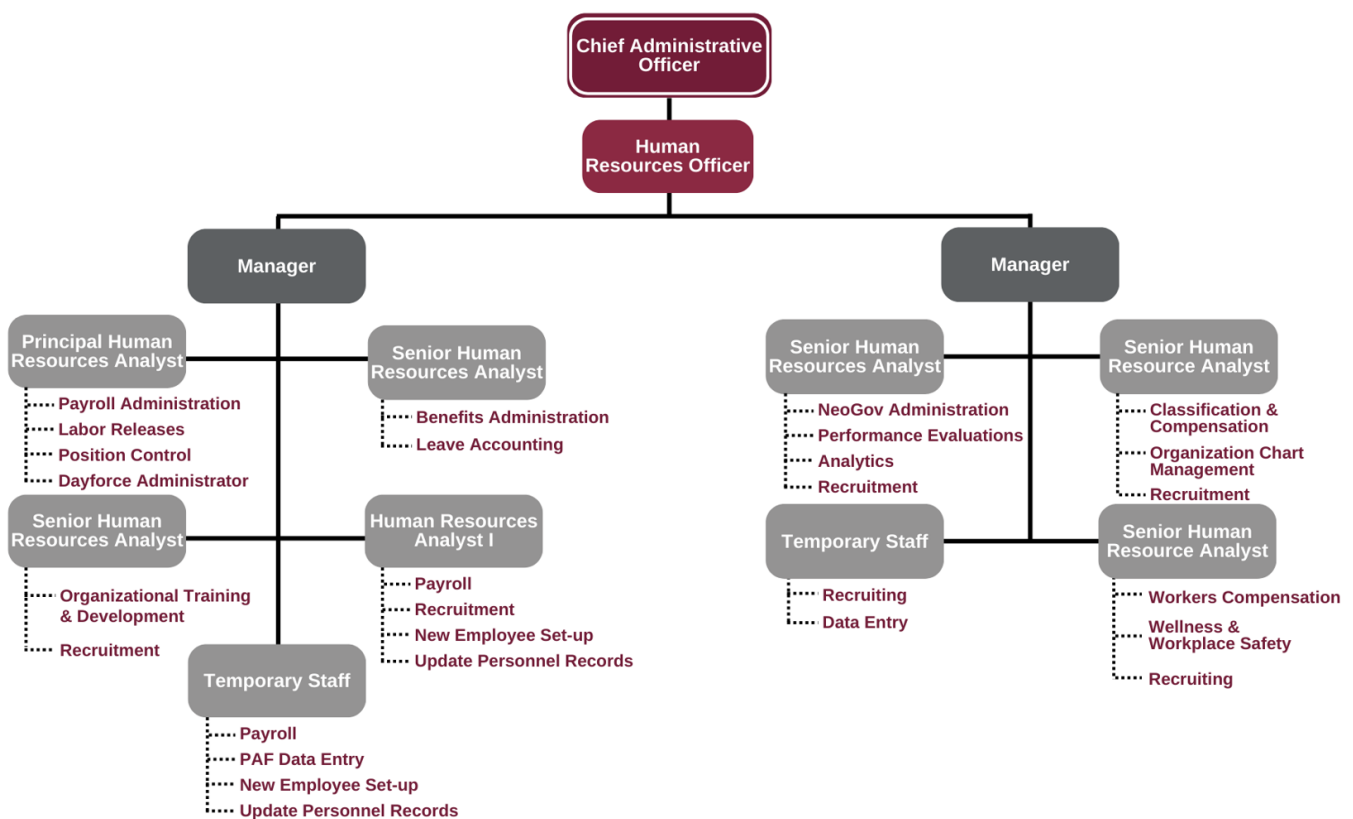 Chief Administrative
Officer
Human
Resources Officer
Manager
Principal Human
Resources Analyst
Payroll Administration
Labor Releases
Position Control
Dayforce Administrator
Senior Human
Resources Analyst
Benefits Administration
Leave Accounting
Senior Human
Resources Analyst
Organizational Training
& Development
Recruitment
Human Resources
Analyst I
Payroll
Recruitment
New Employee Set-up
Update Personnel Records
Temporary Staff
Payroll
PAF Data Entry
New Employee Set-up
Update Personnel Records
Manager
Senior Human
Resources Analyst
NeoGov Administration
Performance Evaluations
Analytics
Recruitment
Senior Human
Resource Analyst
Classification &
Compensation
Organization Chart
Management
Recruitment
Temporary Staff
Recruiting
Data Entry
Senior Human
Resource Analyst
Workers Compensation
Wellness &
Workplace Safety
Recruiting